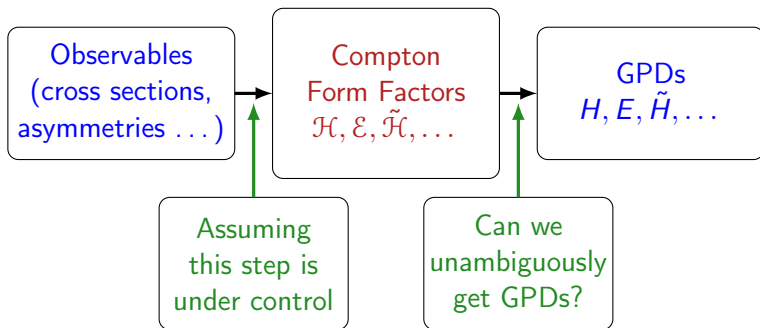 Observables
(cross sections,
asymmetries . . . )
Compton
Form Factors
ℋ, ℰ, ℋ̃, . . .
GPDs
H, E, H̃, . . .
Assuming
this step is
under control
Can we
unambiguously
get GPDs?